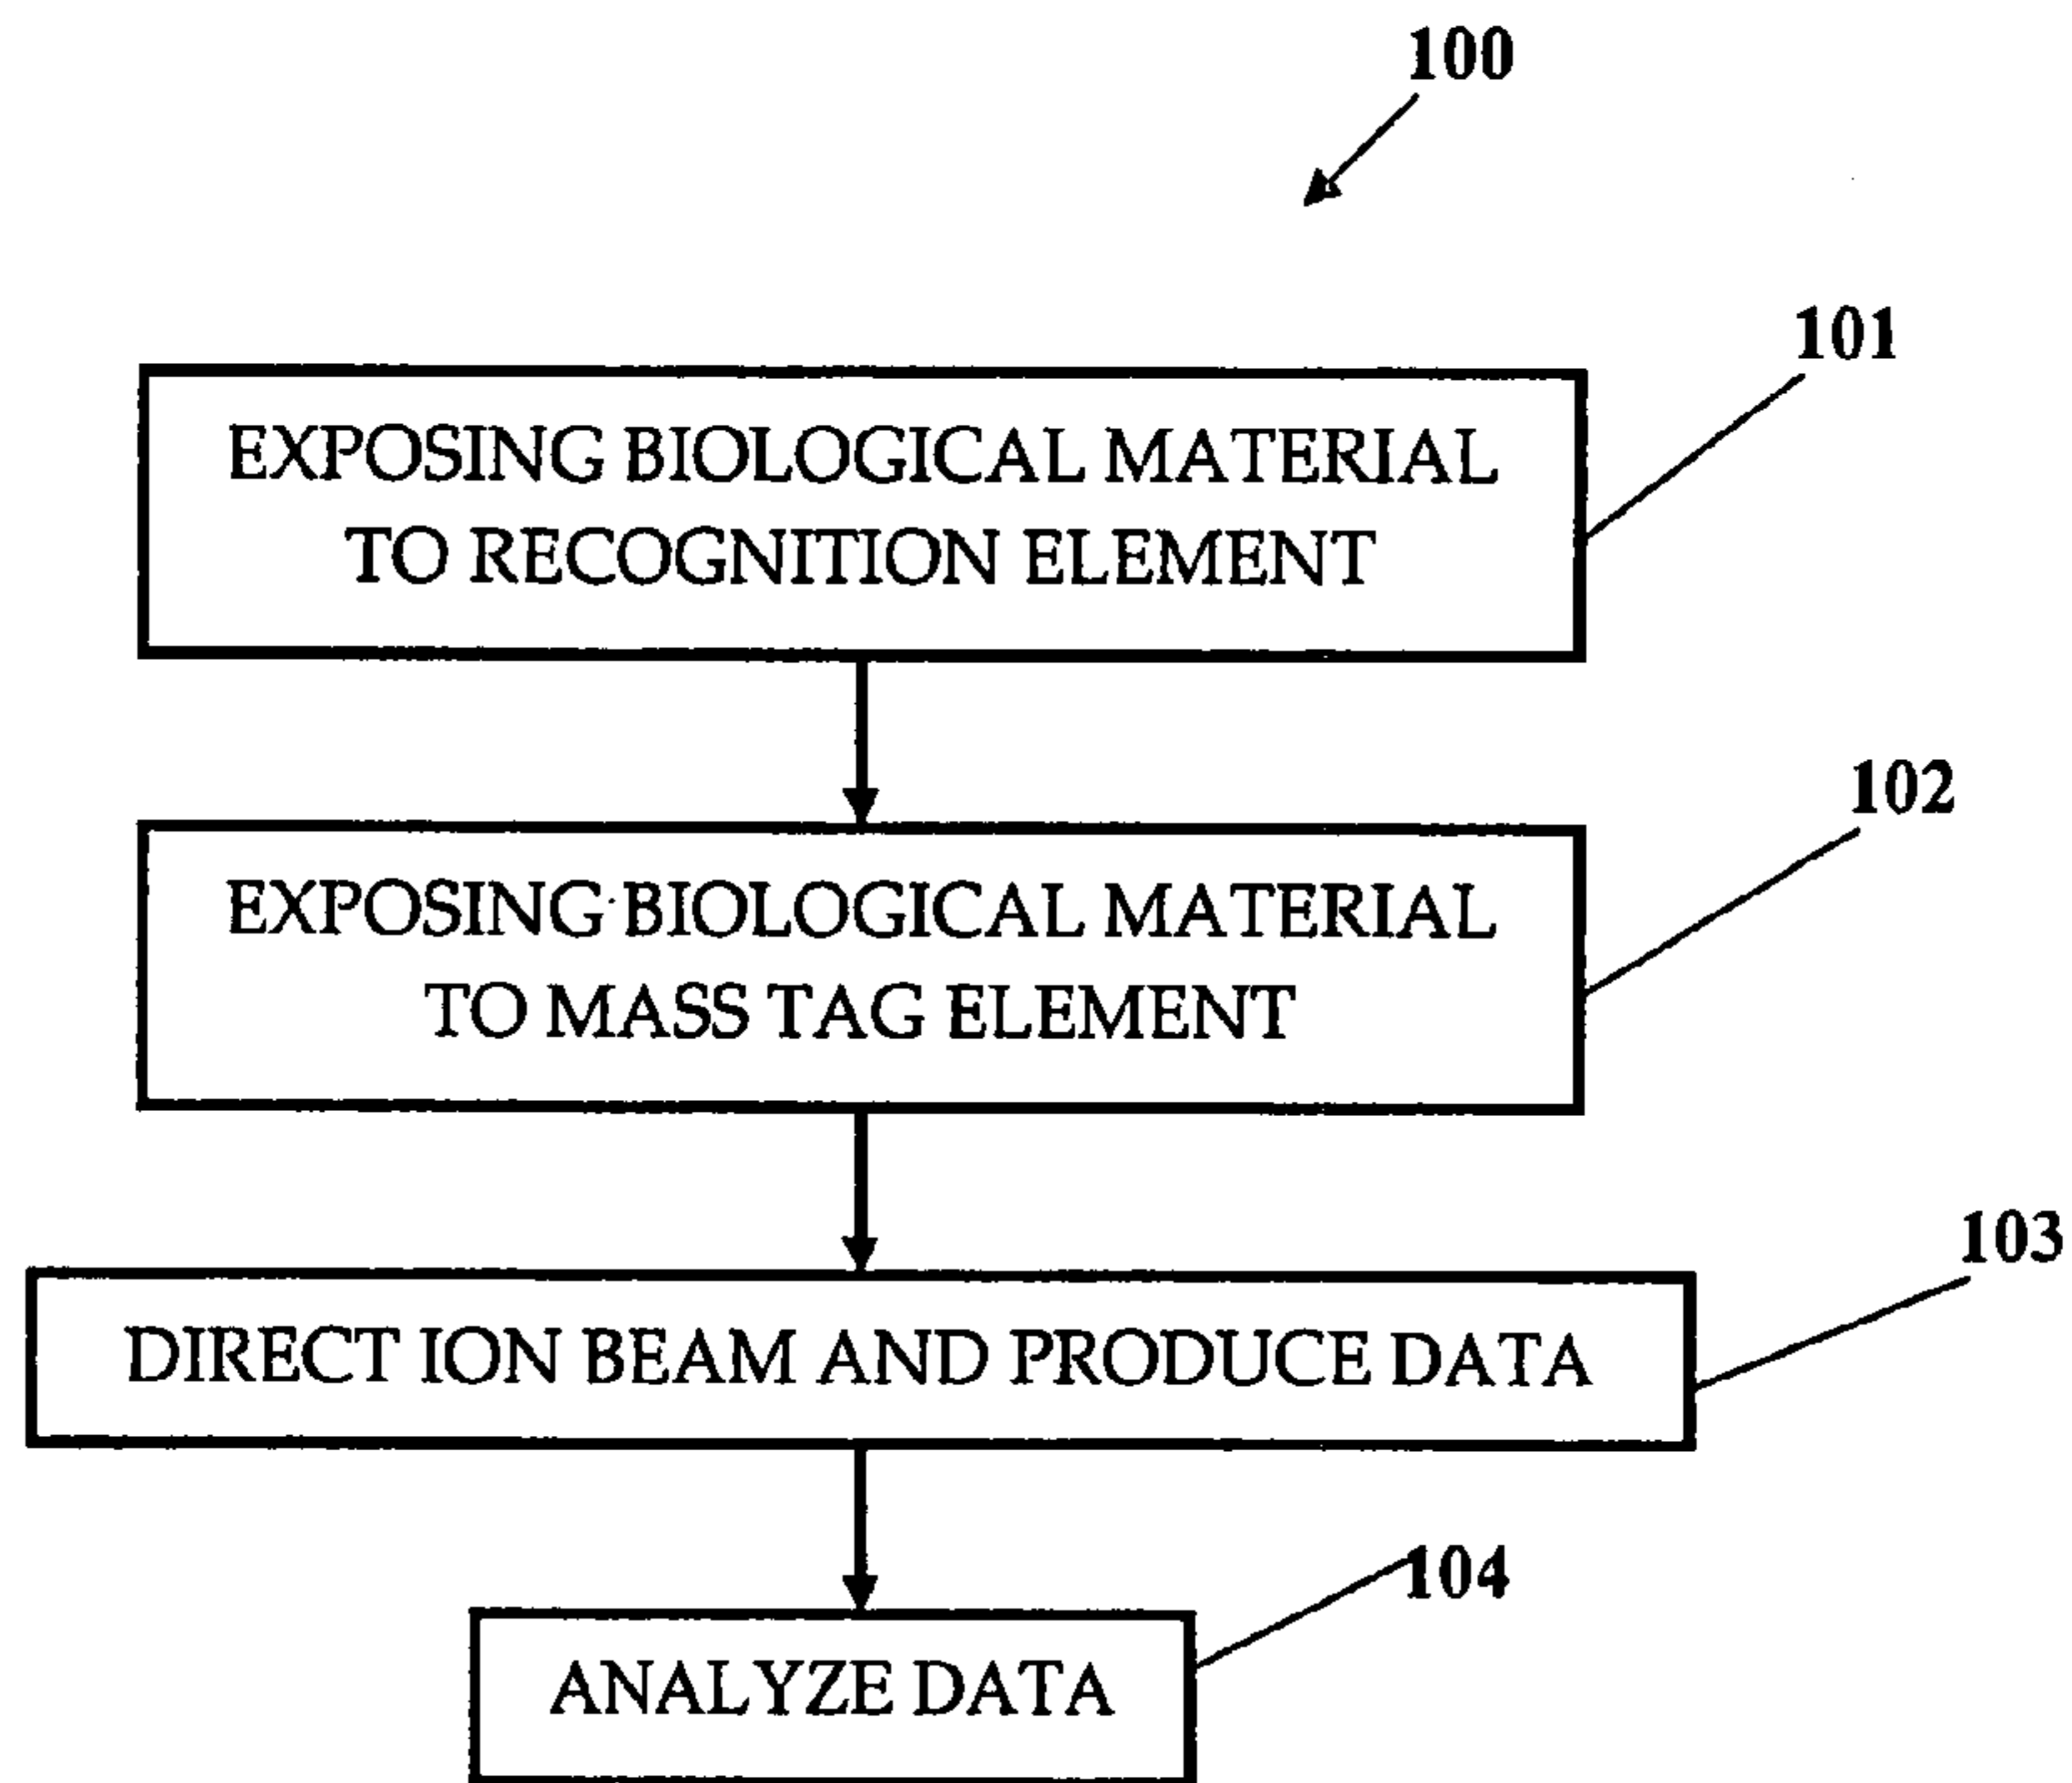 100
101
EXPOSING BIOLOGICAL MATERIAL
TO RECOGNITION ELEMENT
102
EXPOSING BIOLOGICAL MATERIAL
TO MASS TAG ELEMENT
103
DIRECT ION BEAM AND PRODUCE DATA
104
ANALYZE DATA